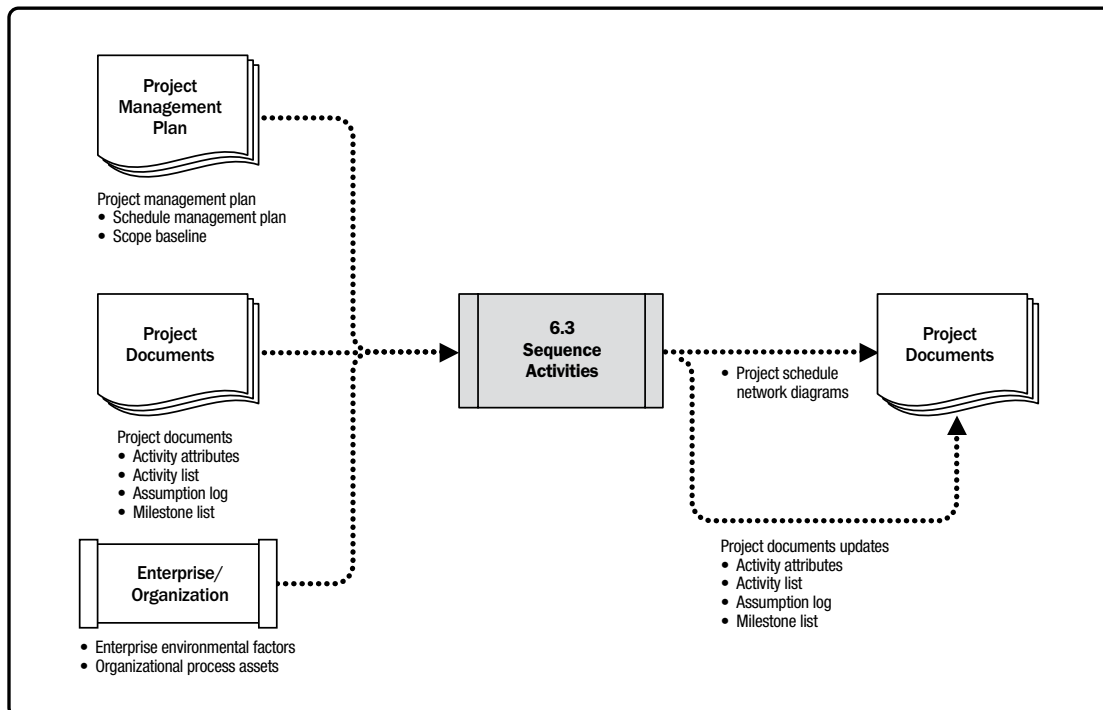 Project
Management
Plan
Project management plan
• Schedule management plan
• Scope baseline
Project
Documents
Project documents
• Activity attributes
• Activity list
• Assumption log
• Milestone list
Enterprise/
Organization
• Enterprise environmental factors
• Organizational process assets
6.3
Sequence
Activities
• Project schedule
network diagrams
Project
Documents
Project documents updates
• Activity attributes
• Activity list
• Assumption log
• Milestone list